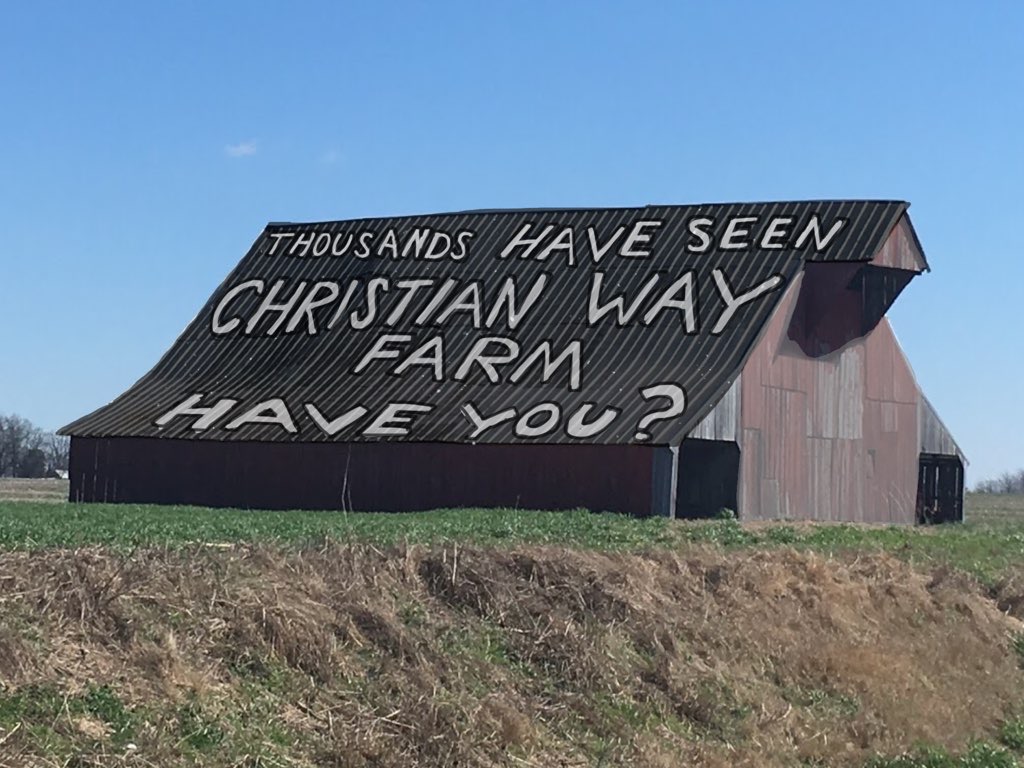 THOUSANDS HAVE SEEN
CHRISTIAN WAY
FARM
HAVE YOU?